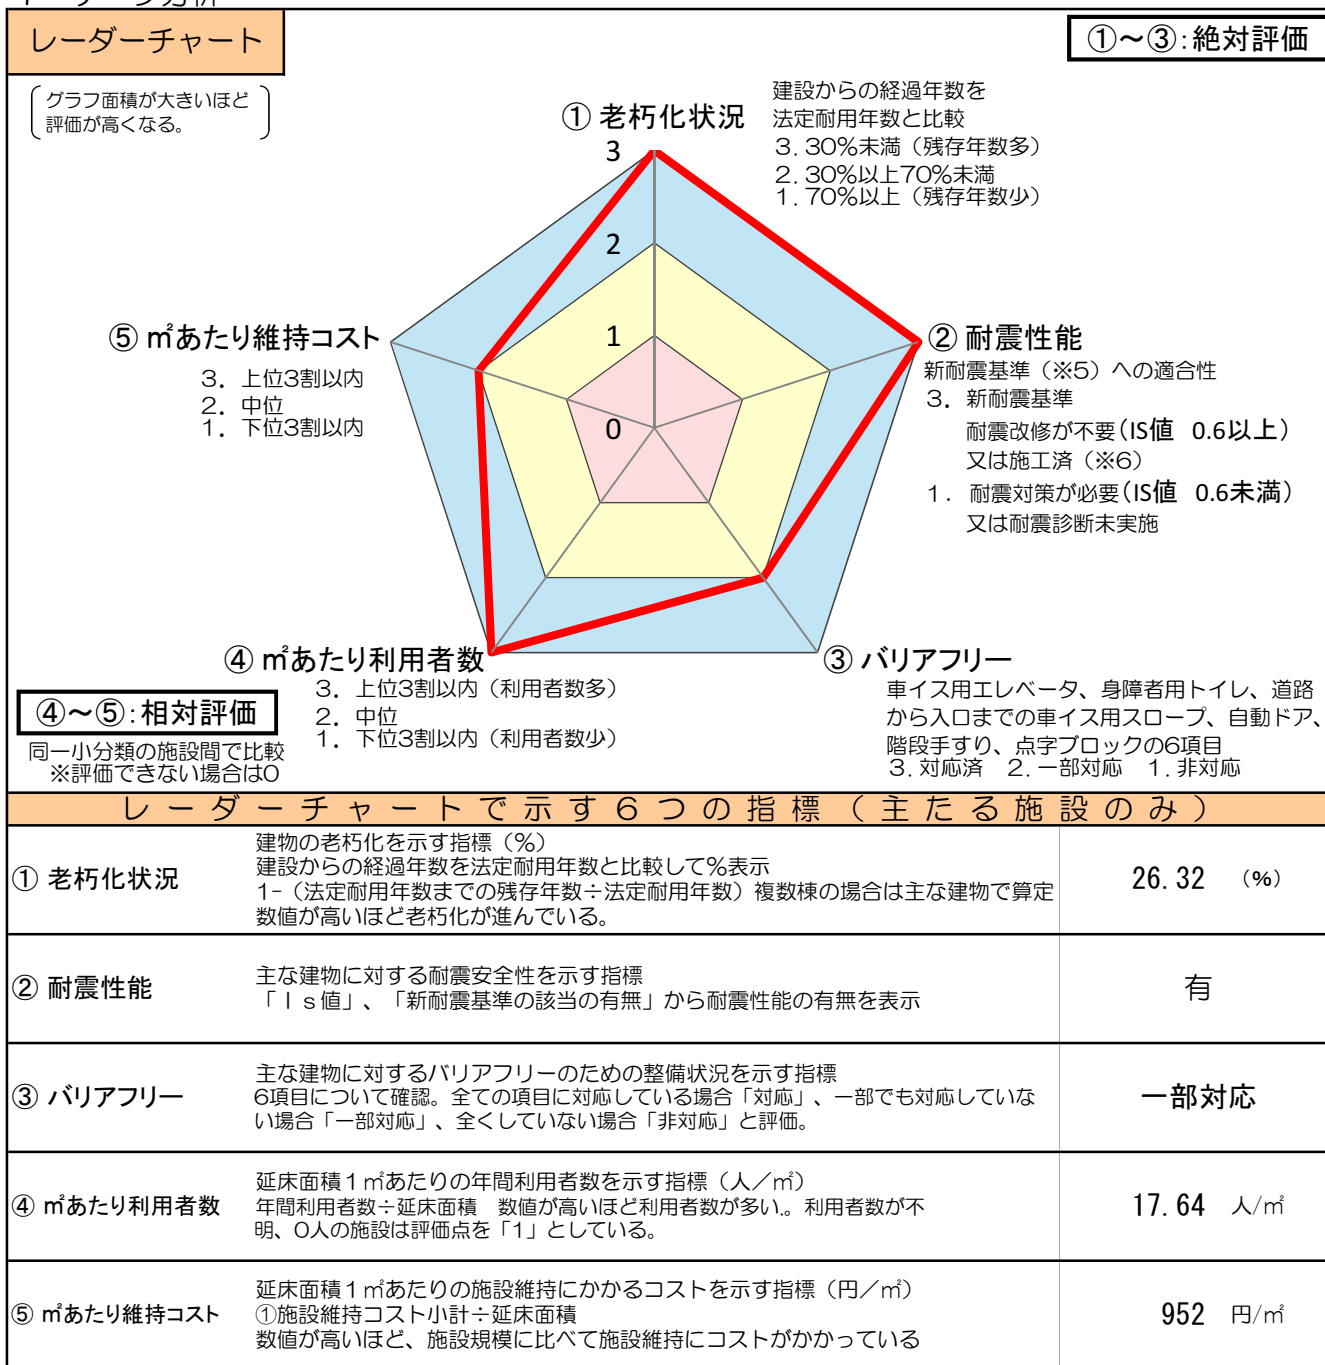 レーダーチャート
①～③:絶対評価
グラフ面積が大きいほど
評価が高くなる。
① 老朽化状況
建設からの経過年数を
法定耐用年数と比較
3. 30%未満（残存年数多）
2. 30%以上70%未満
1. 70%以上（残存年数少）
3
2
1
0
⑤ ㎡あたり維持コスト
3. 上位3割以内
2. 中位
1. 下位3割以内
② 耐震性能
新耐震基準（※5）への適合性
3. 新耐震基準
耐震改修が不要(IS値 0.6以上)
又は施工済（※6）
1. 耐震対策が必要(IS値 0.6未満)
又は耐震診断未実施
④ ㎡あたり利用者数
3. 上位3割以内（利用者数多）
2. 中位
1. 下位3割以内（利用者数少）
③ バリアフリー
車イス用エレベータ、身障者用トイレ、道路
から入口までの車イス用スロープ、自動ドア、
階段手すり、点字ブロックの6項目
3. 対応済 2. 一部対応 1. 非対応
④～⑤:相対評価
同一小分類の施設間で比較
※評価できない場合は0
レーダーチャートで示す6つの指標（主たる施設のみ）
① 老朽化状況
建物の老朽化を示す指標（%）
建設からの経過年数を法定耐用年数と比較して%表示
1-（法定耐用年数までの残存年数÷法定耐用年数）複数棟の場合は主な建物で算定
数値が高いほど老朽化が進んでいる。
26.32 （%）
② 耐震性能
主な建物に対する耐震安全性を示す指標
「Ｉｓ値」、「新耐震基準の該当の有無」から耐震性能の有無を表示
有
③ バリアフリー
主な建物に対するバリアフリーのための整備状況を示す指標
6項目について確認。全ての項目に対応している場合「対応」、一部でも対応していな
い場合「一部対応」、全くしていない場合「非対応」と評価。
一部対応
④ ㎡あたり利用者数
延床面積１㎡あたりの年間利用者数を示す指標（人／㎡）
年間利用者数÷延床面積 数値が高いほど利用者数が多い。利用者数が不
明、0人の施設は評価点を「1」としている。
17.64 人/㎡
⑤ ㎡あたり維持コスト
延床面積１㎡あたりの施設維持にかかるコストを示す指標（円／㎡）
①施設維持コスト小計÷延床面積
数値が高いほど、施設規模に比べて施設維持にコストがかかっている
952 円/㎡